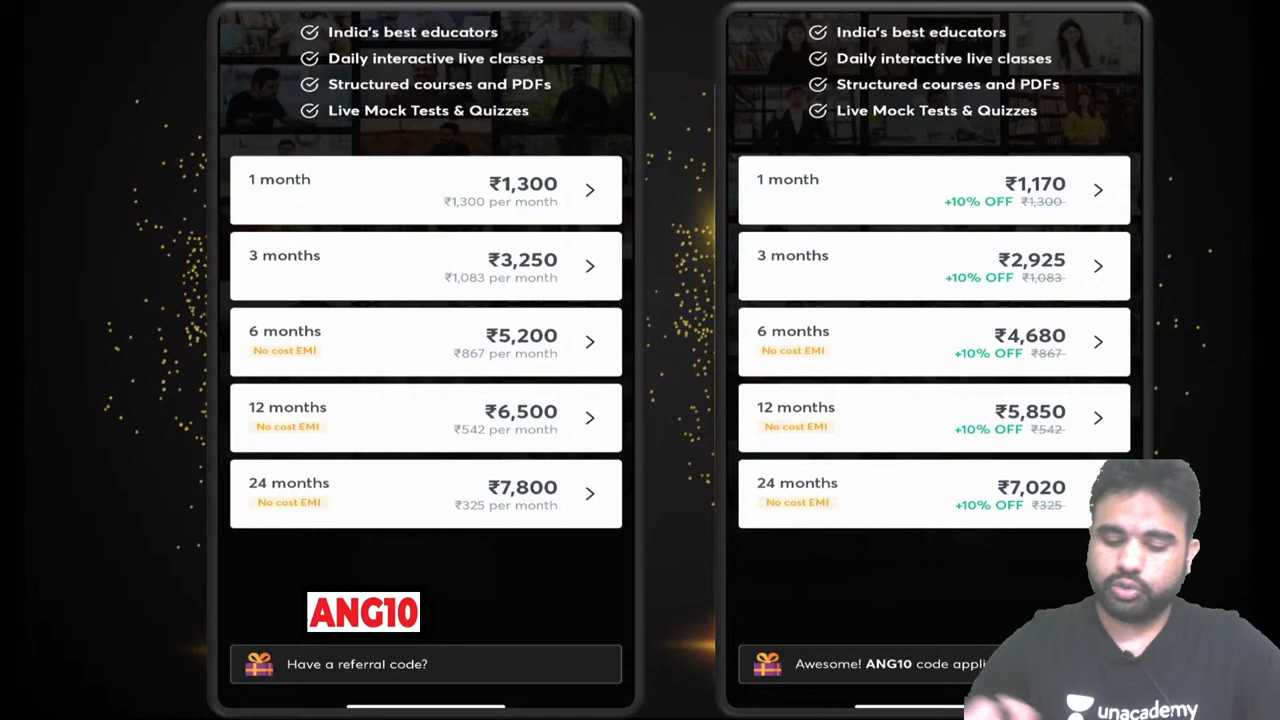 India's best educators
Daily interactive live classes
Structured courses and PDFs
Live Mock Tests & Quizzes
1 month
₹1,300
₹1,300 per month
3 months
₹3,250
₹1,083 per month
6 months
No cost EMI
₹5,200
₹867 per month
12 months
No cost EMI
₹6,500
₹542 per month
24 months
No cost EMI
₹7,800
₹325 per month
ANG10
Have a referral code?
India's best educators
Daily interactive live classes
Structured courses and PDFs
Live Mock Tests & Quizzes
1 month
₹1,170
+10% OFF ₹1,300
3 months
₹2,925
+10% OFF ₹1,083
6 months
No cost EMI
₹4,680
+10% OFF ₹867
12 months
No cost EMI
₹5,850
+10% OFF ₹542
24 months
No cost EMI
₹7,020
+10% OFF ₹325
Awesome! ANG10 code
unacademy